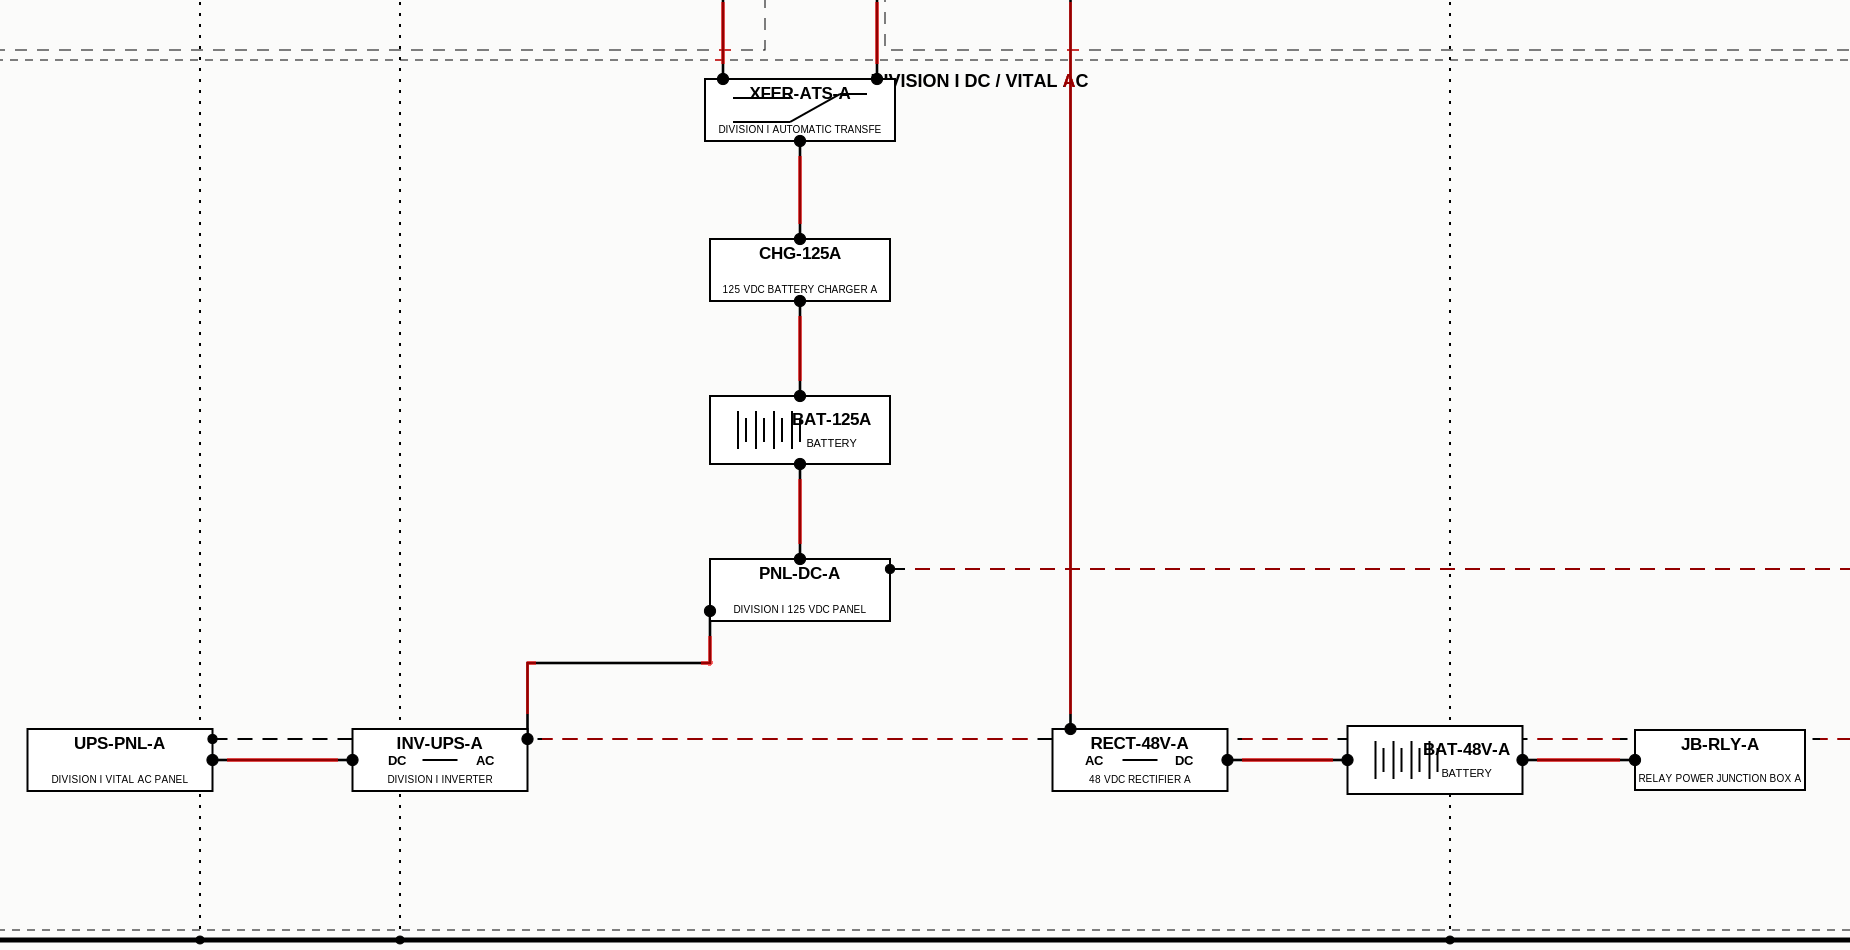 VISION I DC / VITAL AC
XFER-ATS-A
DIVISION I AUTOMATIC TRANSFE
CHG-125A
125 VDC BATTERY CHARGER A
BAT-125A
BATTERY
PNL-DC-A
DIVISION I 125 VDC PANEL
UPS-PNL-A
DIVISION I VITAL AC PANEL
INV-UPS-A
DC AC
DIVISION I INVERTER
RECT-48V-A
AC DC
48 VDC RECTIFIER A
BAT-48V-A
BATTERY
JB-RLY-A
RELAY POWER JUNCTION BOX A